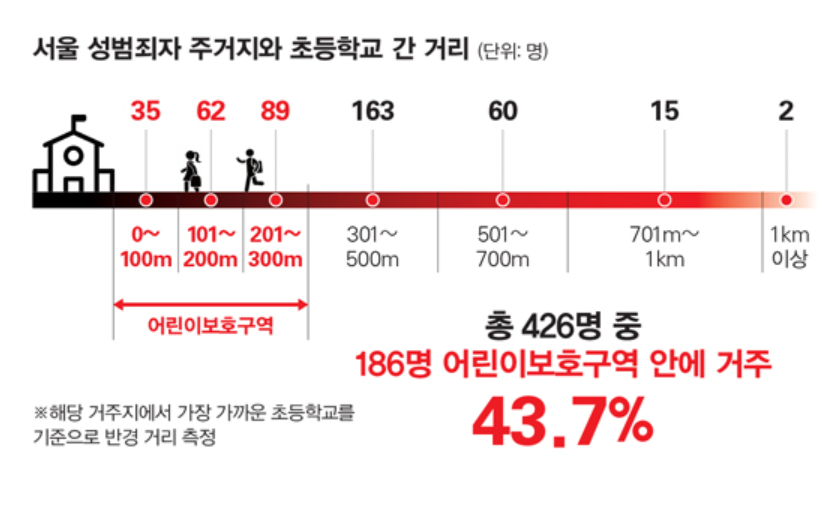 서울 성범죄자 주거지와 초등학교 간 거리 (단위: 명)
35 62 89 163 60 15 2
0～ 101～ 201～ 301～ 501～ 701m～ 1km
100m 200m 300m 500m 700m 1km 이상
어린이보호구역
총 426명 중
186명 어린이보호구역 안에 거주
43.7%
※해당 거주지에서 가장 가까운 초등학교를
기준으로 반경 거리 측정